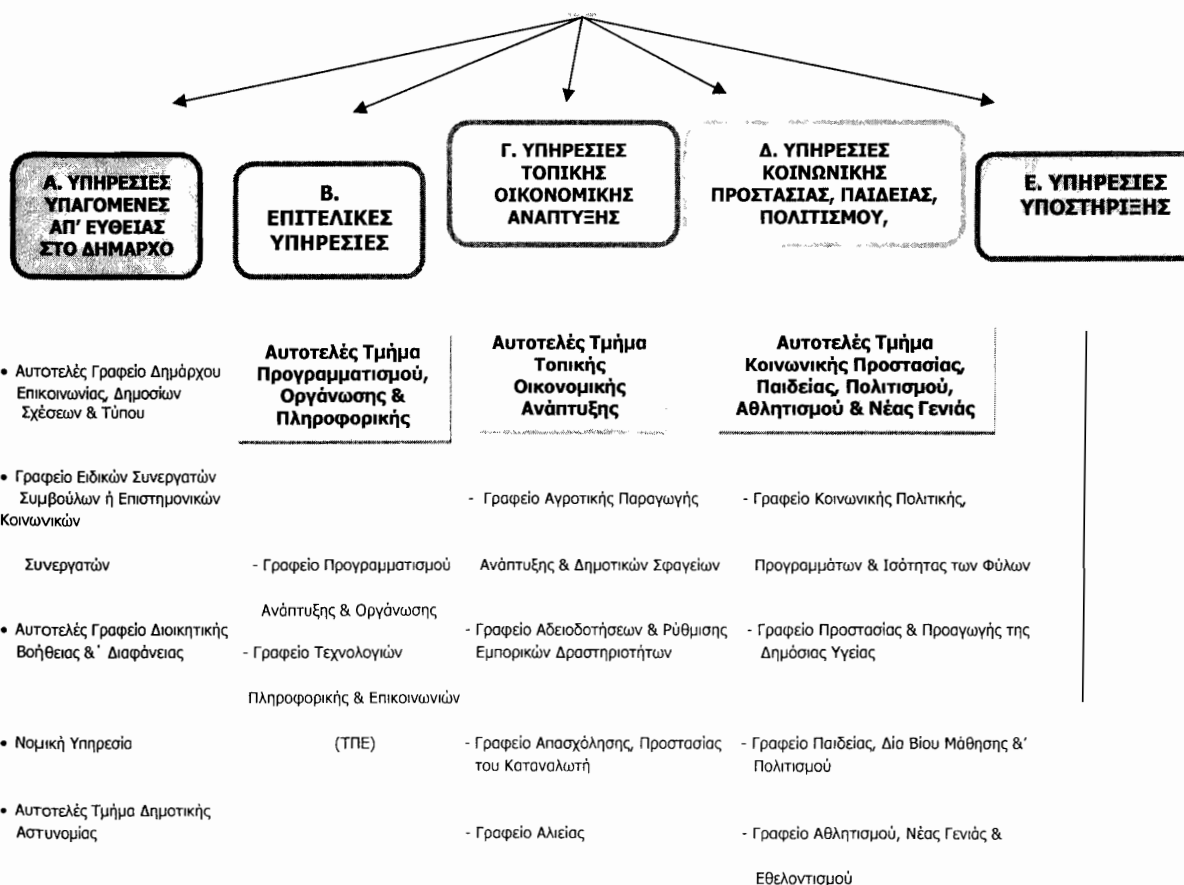 Α. ΥΠΗΡΕΣΙΕΣ
ΥΠΑΓΟΜΕΝΕΣ
ΑΠ' ΕΥΘΕΙΑΣ
ΣΤΟ ΔΗΜΑΡΧΟ
Β.
ΕΠΙΤΕΛΙΚΕΣ
ΥΠΗΡΕΣΙΕΣ
Γ. ΥΠΗΡΕΣΙΕΣ
ΤΟΠΙΚΗΣ
ΟΙΚΟΝΟΜΙΚΗΣ
ΑΝΑΠΤΥΞΗΣ
Δ. ΥΠΗΡΕΣΙΕΣ
ΚΟΙΝΩΝΙΚΗΣ
ΠΡΟΣΤΑΣΙΑΣ, ΠΑΙΔΕΙΑΣ,
ΠΟΛΙΤΙΣΜΟΥ,
Ε. ΥΠΗΡΕΣΙΕΣ
ΥΠΟΣΤΗΡΙΞΗΣ
• Αυτοτελές Γραφείο Δημάρχου
Επικοινωνίας, Δημοσίων
Σχέσεων & Τύπου
• Γραφείο Ειδικών Συνεργατών
Συμβούλων ή Επιστημονικών
Κοινωνικών
Συνεργατών
• Αυτοτελές Γραφείο Διοικητικής
Βοήθειας &' Διαφάνειας
• Νομική Υπηρεσία
• Αυτοτελές Τμήμα Δημοτικής
Αστυνομίας
Αυτοτελές Τμήμα
Προγραμματισμού,
Οργάνωσης &
Πληροφορικής
- Γραφείο Προγραμματισμού
Ανάπτυξης & Οργάνωσης
- Γραφείο Τεχνολογιών
Πληροφορικής & Επικοινωνιών
(ΤΠΕ)
Αυτοτελές Τμήμα
Τοπικής
Οικονομικής
Ανάπτυξης
- Γραφείο Αγροτικής Παραγωγής
Ανάπτυξης & Δημοτικών Σφαγείων
- Γραφείο Αδειοδοτήσεων & Ρύθμισης
Εμπορικών Δραστηριοτήτων
- Γραφείο Απασχόλησης, Προστασίας
του Καταναλωτή
- Γραφείο Αλιείας
Αυτοτελές Τμήμα
Κοινωνικής Προστασίας,
Παιδείας, Πολιτισμού,
Αθλητισμού & Νέας Γενιάς
- Γραφείο Κοινωνικής Πολιτικής,
Προγραμμάτων & Ισότητας των Φύλων
- Γραφείο Προστασίας & Προαγωγής της
Δημόσιας Υγείας
- Γραφείο Παιδείας, Δία Βίου Μάθησης &'
Πολιτισμού
- Γραφείο Αθλητισμού, Νέας Γενιάς &
Εθελοντισμού